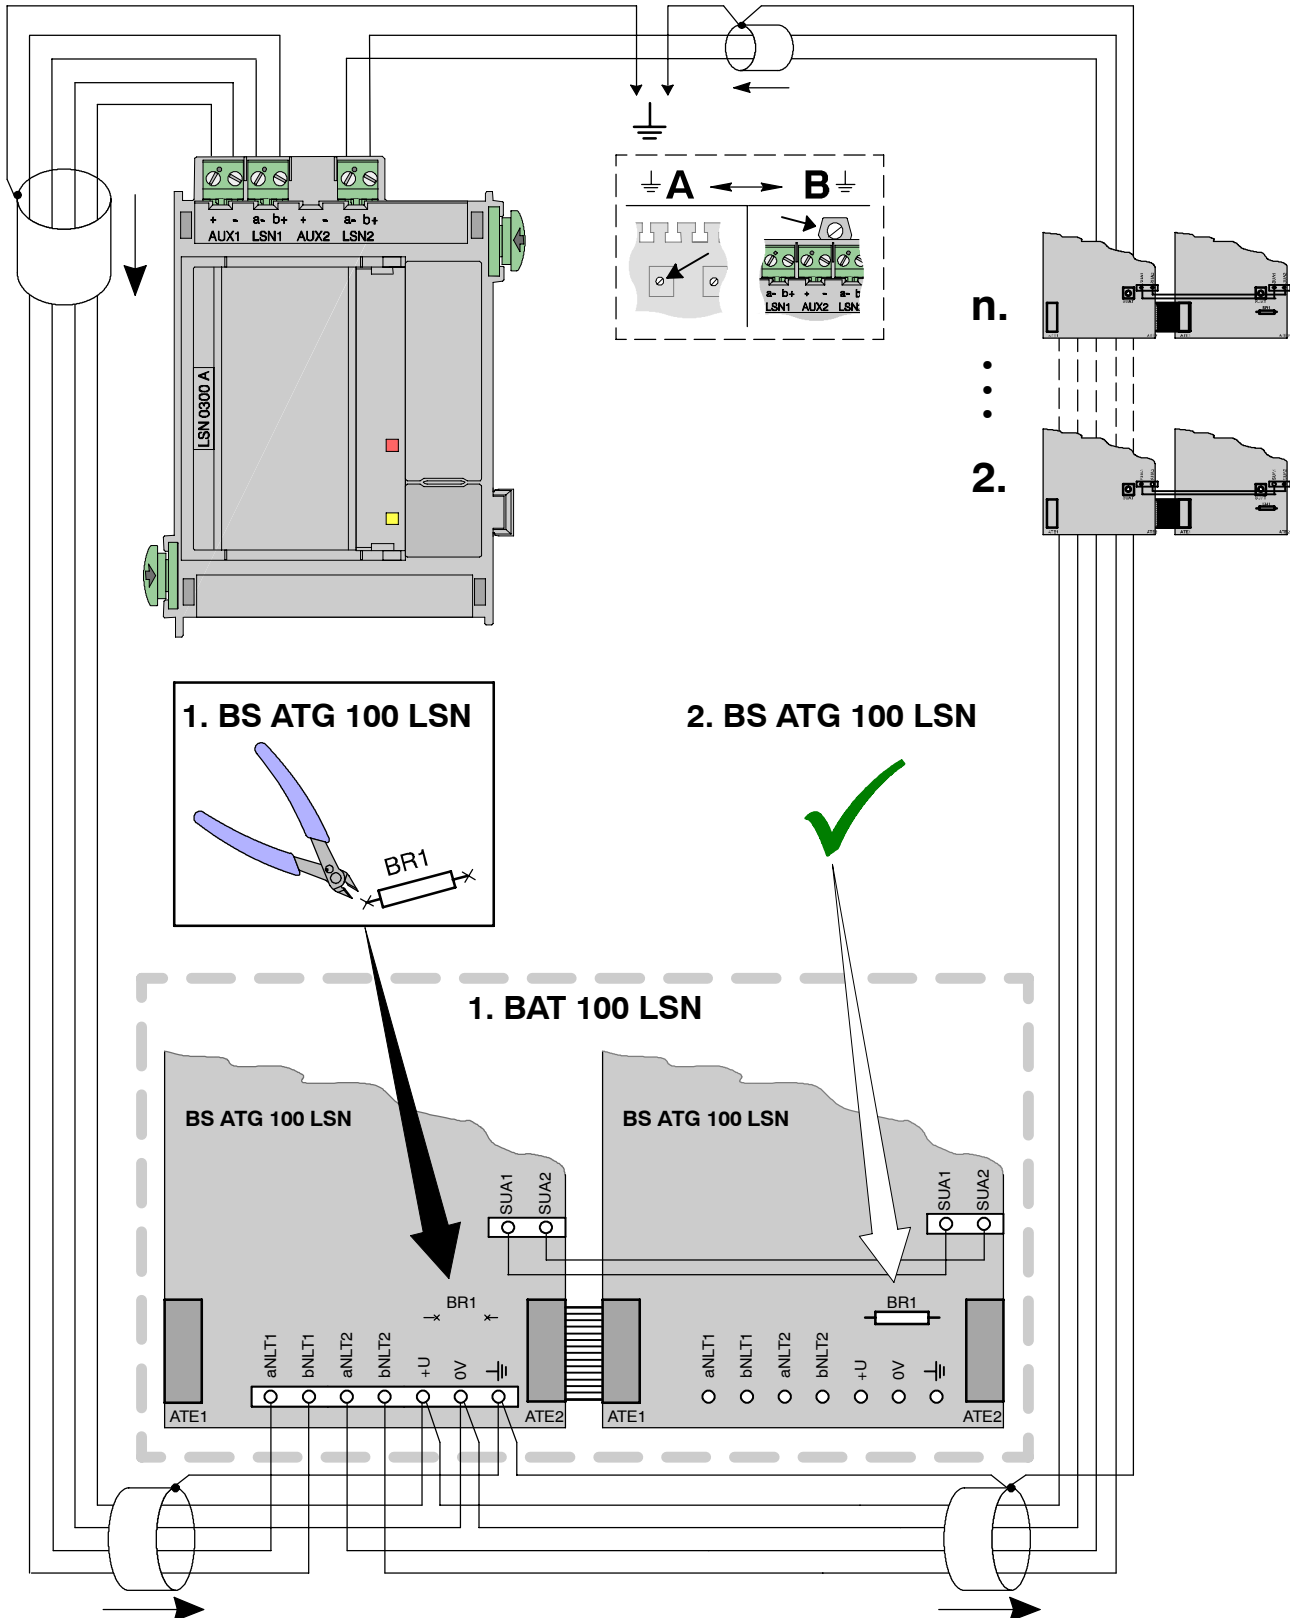 A B
+ - a- b+ + - a- b+
AUX1 LSN1 AUX2 LSN2
a- b+ + - a- b
LSN1 AUX2 LSN
n.
LSN 0300 A
2.
1. BS ATG 100 LSN
2. BS ATG 100 LSN
BR1
1. BAT 100 LSN
BS ATG 100 LSN
BS ATG 100 LSN
SUA1
SUA2
SUA1
SUA2
BR1
BR1
aNLT1
bNLT1
aNLT2
bNLT2
+U
0V
aNLT1
bNLT1
aNLT2
bNLT2
+U
0V
ATE1
ATE2
ATE1
ATE2